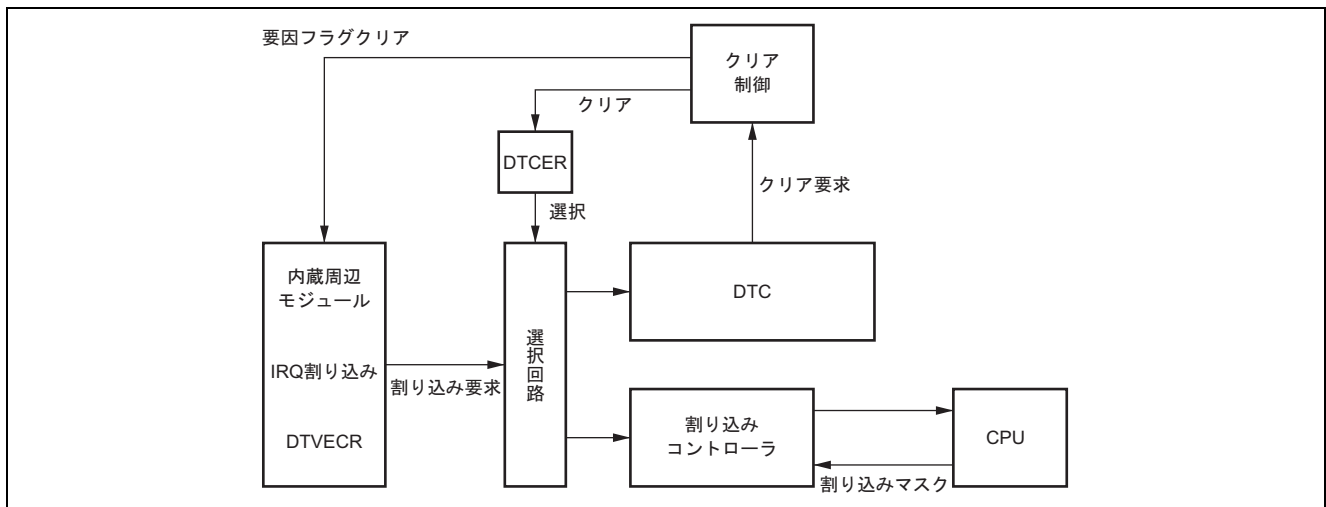 要因フラグクリア
クリア
制御
クリア
DTCER
クリア要求
選択
内蔵周辺
モジュール
DTC
選択回路
IRQ割り込み
割り込み要求
割り込み
コントローラ
DTVECR
CPU
割り込みマスク